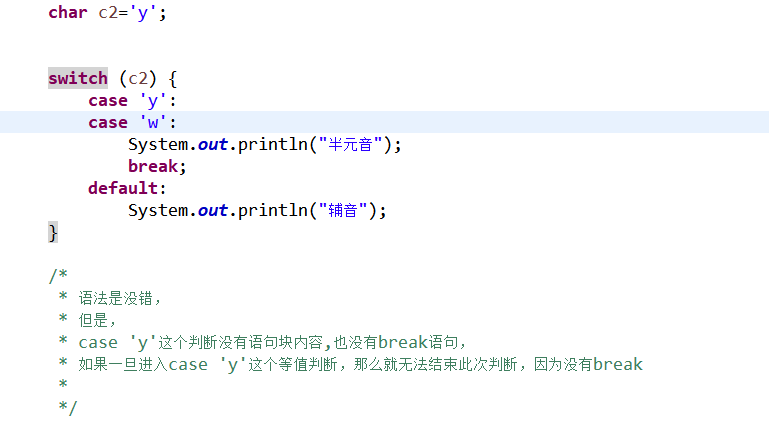 char c2='y';
switch (c2) {
case 'y':
case 'w':
System.out.println("半元音");
break;
default:
System.out.println("辅音");
}
/*
* 语法是没错，
* 但是，
* case 'y'这个判断没有语句块内容,也没有break语句，
* 如果一旦进入case 'y'这个等值判断，那么就无法结束此次判断，因为没有break
*
*/